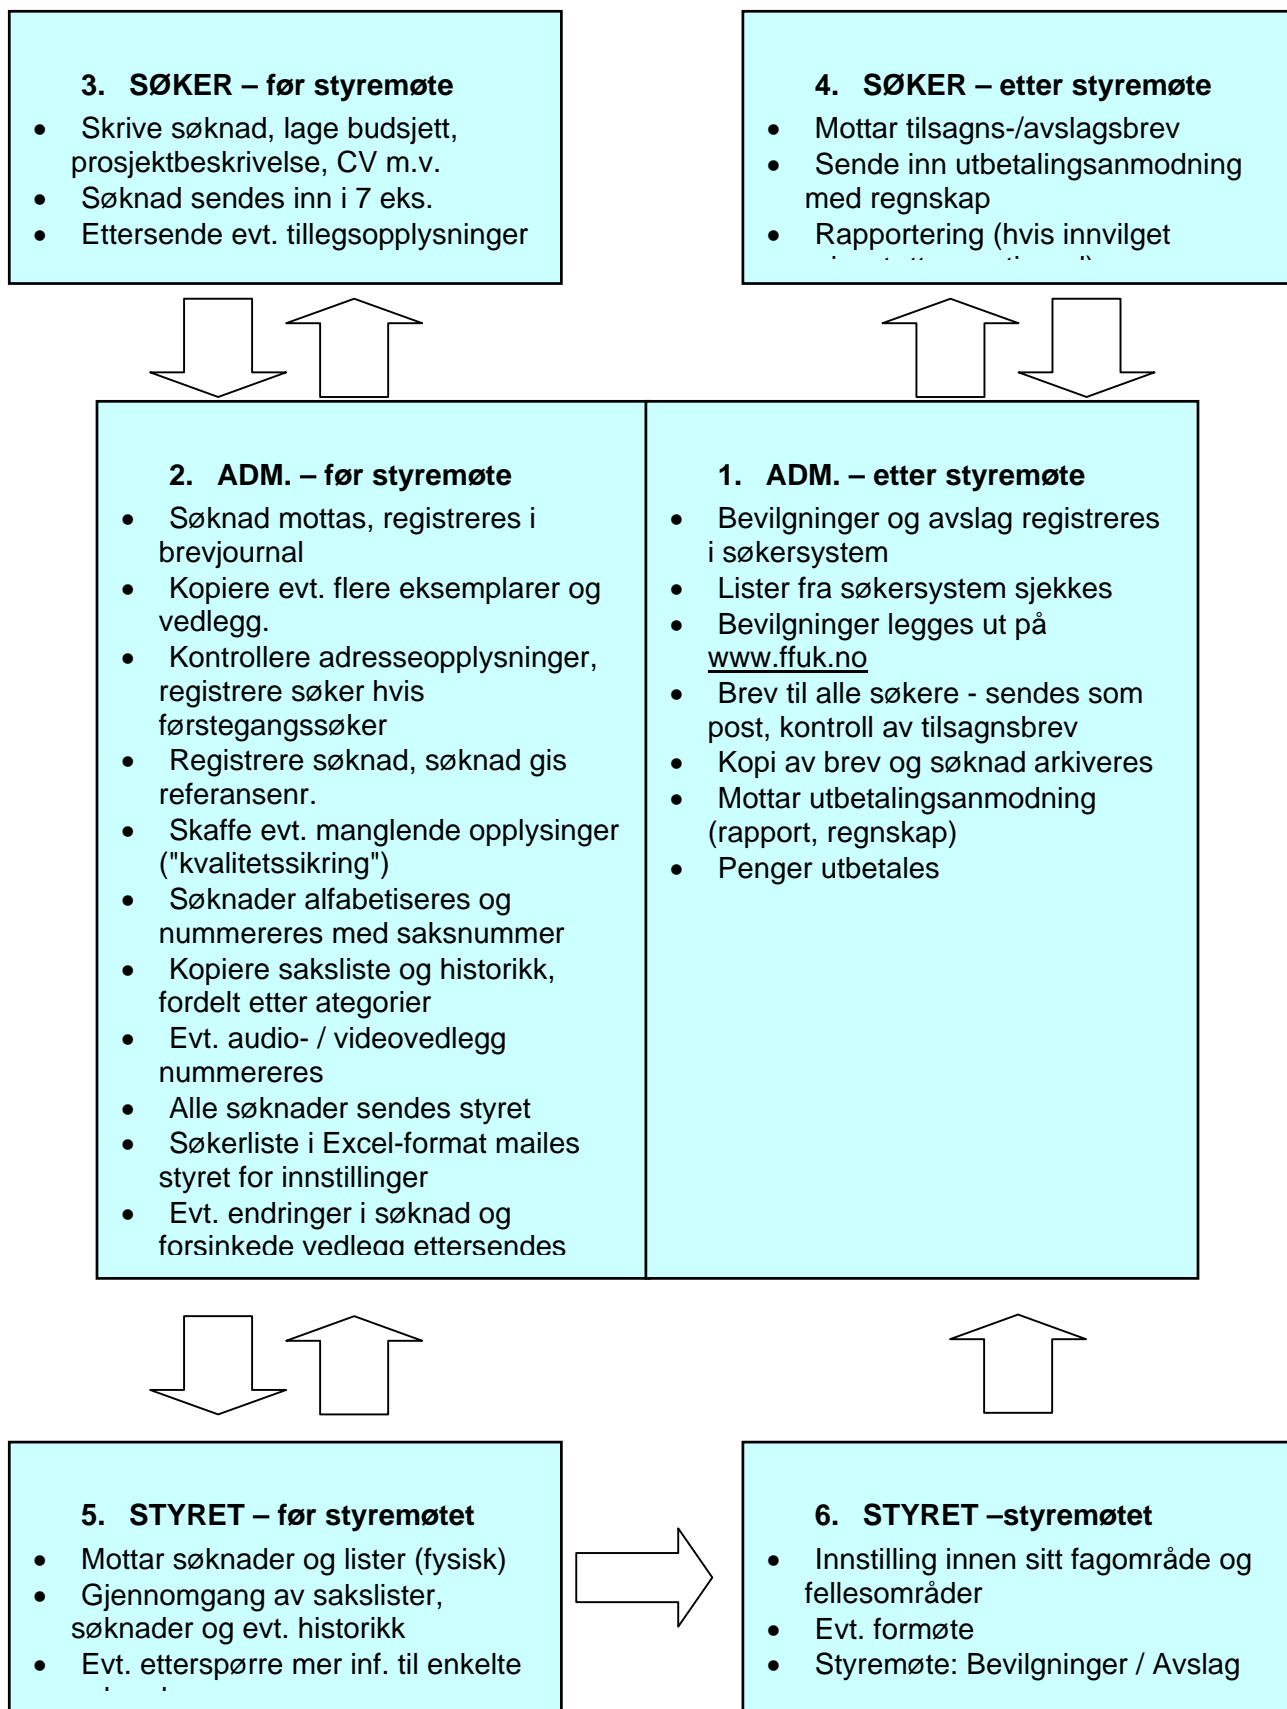 3. SØKER – før styremøte
• Skrive søknad, lage budsjett,
prosjektbeskrivelse, CV m.v.
• Søknad sendes inn i 7 eks.
• Ettersende evt. tillegsopplysninger
4. SØKER – etter styremøte
• Mottar tilsagns-/avslagsbrev
• Sende inn utbetalingsanmodning
med regnskap
• Rapportering (hvis innvilget
2. ADM. – før styremøte
• Søknad mottas, registreres i
brevjournal
• Kopiere evt. flere eksemplarer og
vedlegg.
• Kontrollere adresseopplysninger,
registrere søker hvis
førstegangssøker
• Registrere søknad, søknad gis
referansenr.
• Skaffe evt. manglende opplysinger
("kvalitetssikring")
• Søknader alfabetiseres og
nummereres med saksnummer
• Kopiere saksliste og historikk,
fordelt etter ategorier
• Evt. audio- / videovedlegg
nummereres
• Alle søknader sendes styret
• Søkerliste i Excel-format mailes
styret for innstillinger
• Evt. endringer i søknad og
forsinkede vedlegg ettersendes
1. ADM. – etter styremøte
• Bevilgninger og avslag registreres
i søkersystem
• Lister fra søkersystem sjekkes
• Bevilgninger legges ut på
www.ffuk.no
• Brev til alle søkere - sendes som
post, kontroll av tilsagnsbrev
• Kopi av brev og søknad arkiveres
• Mottar utbetalingsanmodning
(rapport, regnskap)
• Penger utbetales
5. STYRET – før styremøtet
• Mottar søknader og lister (fysisk)
• Gjennomgang av sakslister,
søknader og evt. historikk
• Evt. etterspørre mer inf. til enkelte
6. STYRET –styremøtet
• Innstilling innen sitt fagområde og
fellesområder
• Evt. formøte
• Styremøte: Bevilgninger / Avslag